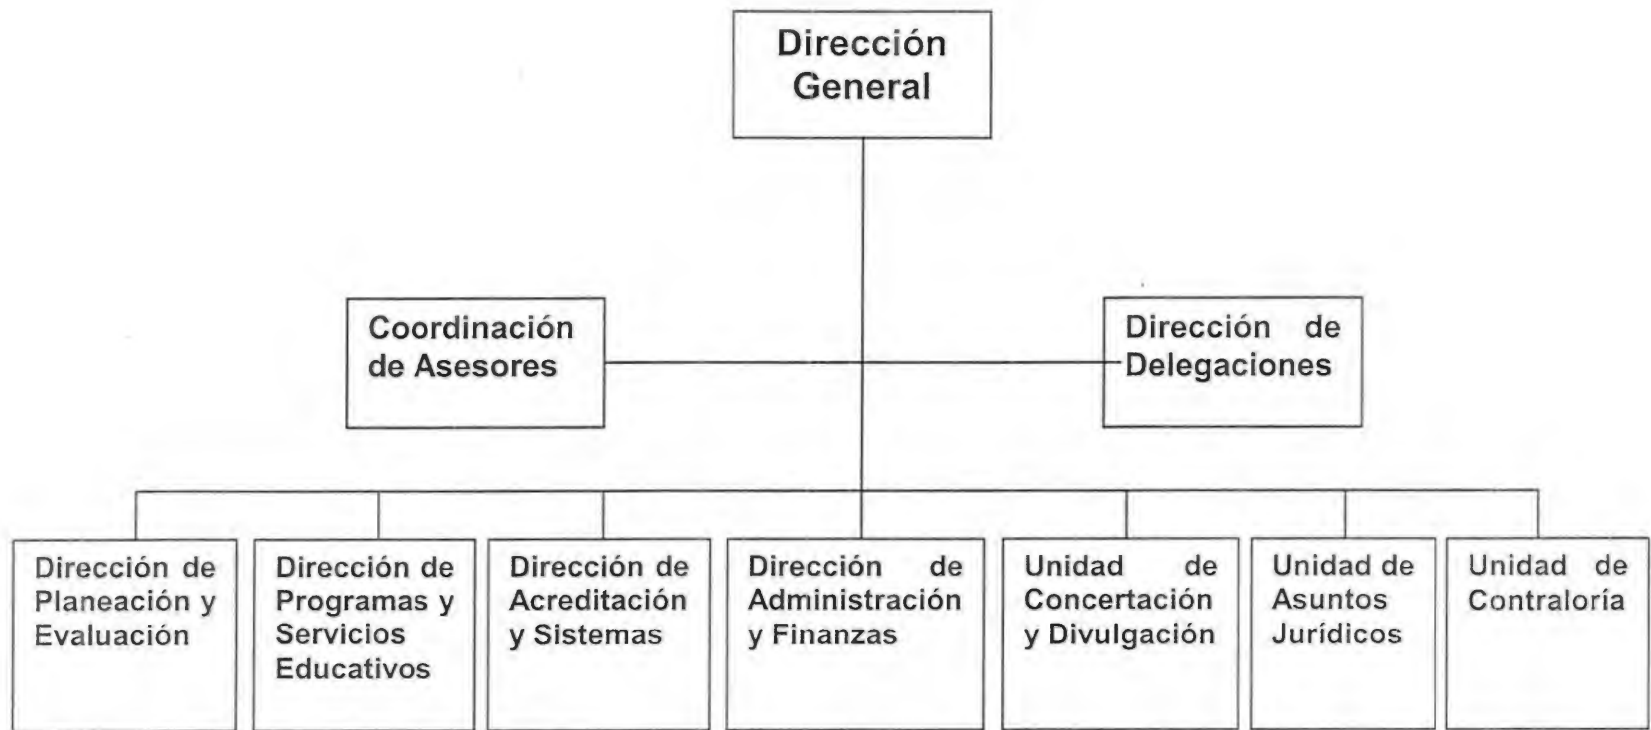 Dirección
General
Coordinación
de Asesores
Dirección de
Delegaciones
Dirección de
Planeación y
Evaluación
Dirección de
Programas y
Servicios
Educativos
Dirección de
Acreditación
y Sistemas
Dirección de
Administración
y Finanzas
Unidad de
Concertación
y Divulgación
Unidad de
Asuntos
Jurídicos
Unidad de
Contraloría